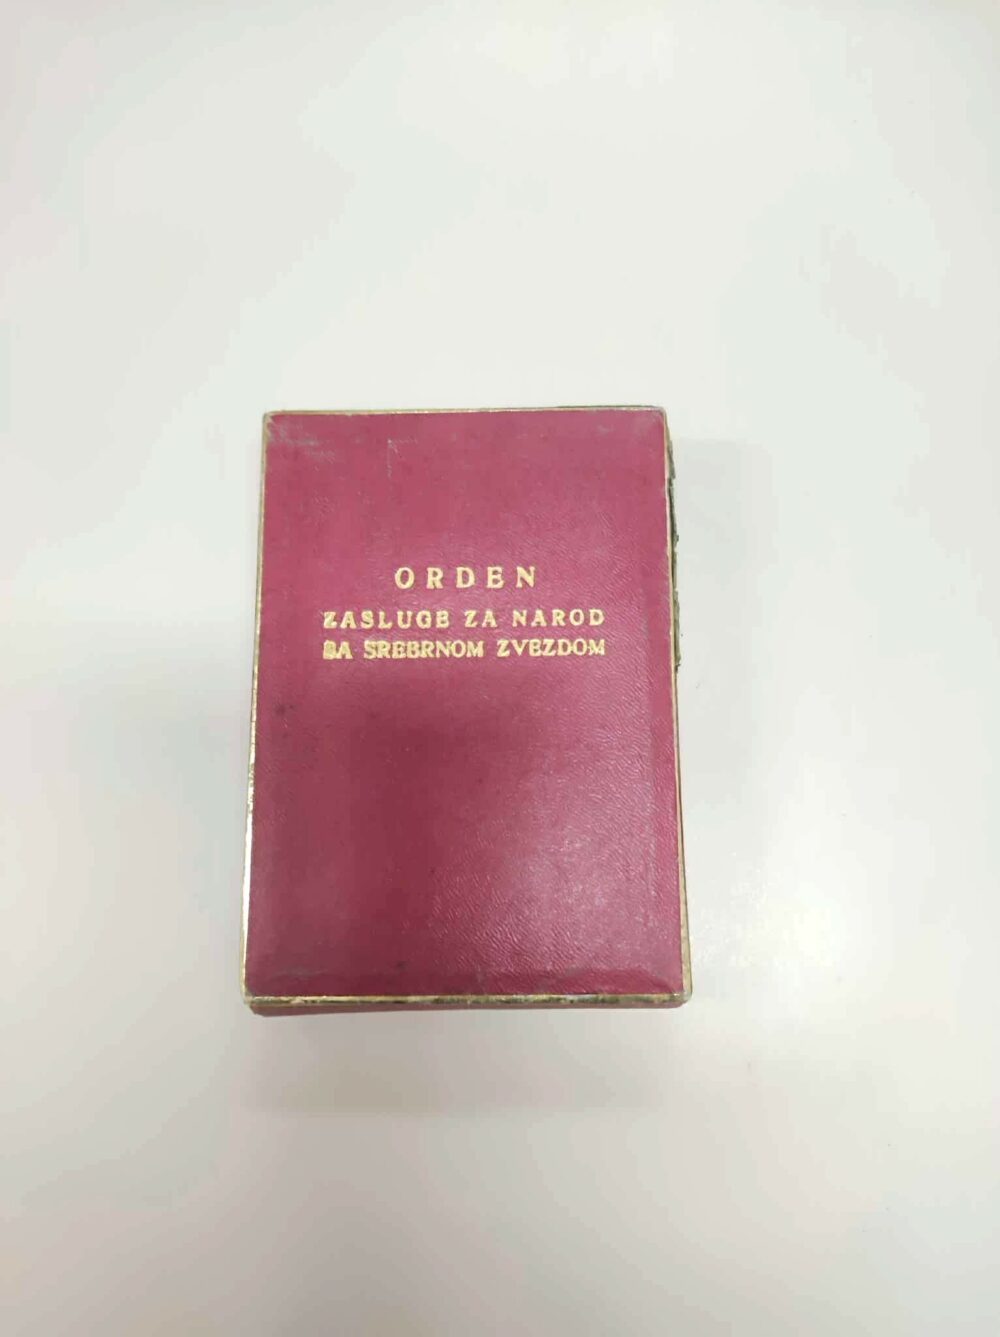 ORDEN
ZASLUGE ZA NAROD
SA SREBRNOM ZVEZDOM